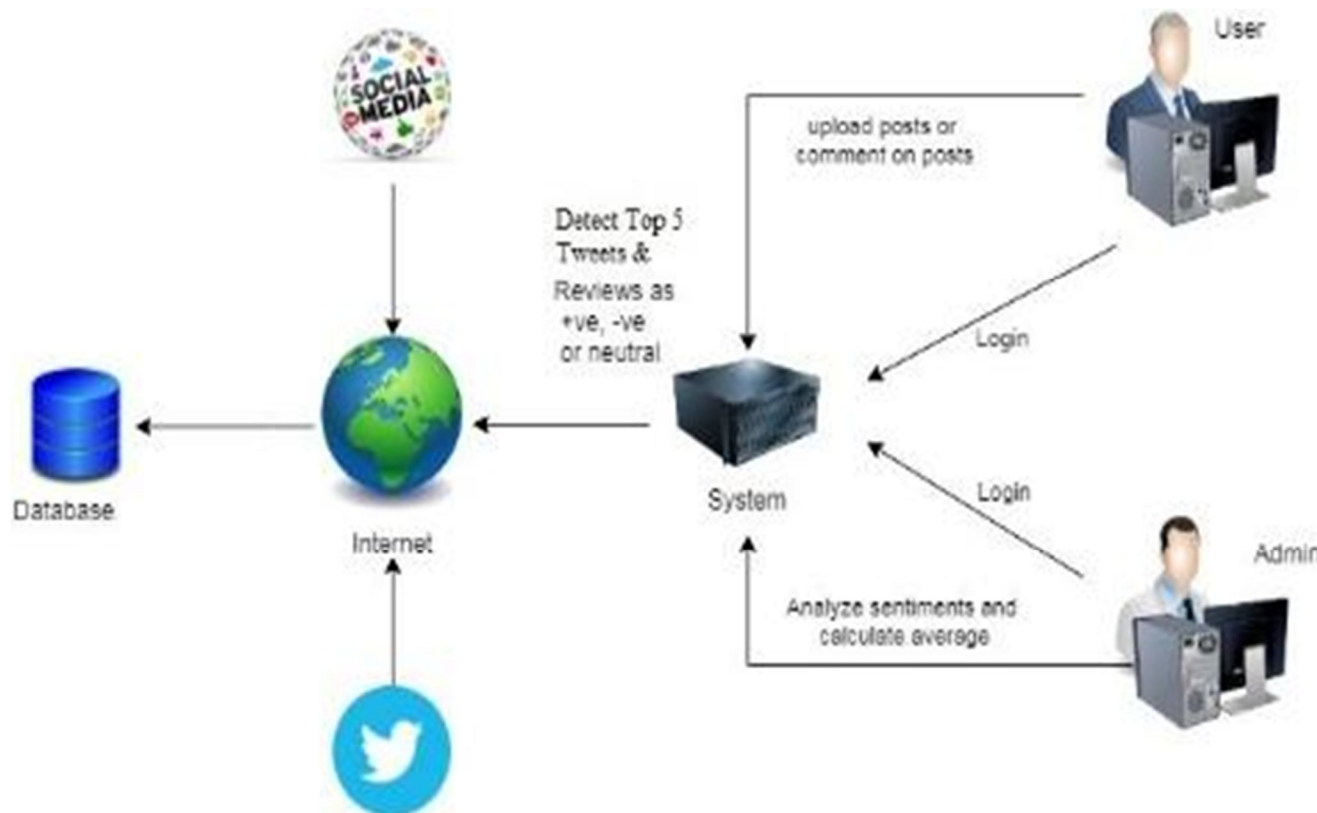 SOCIAL
MEDIA
User
upload posts or
comment on posts
Detect Top 5
Tweets &
Reviews as
+ve, -ve
or neutral
Login
Database
Internet
System
Login
Admin
Analyze sentiments and
calculate average